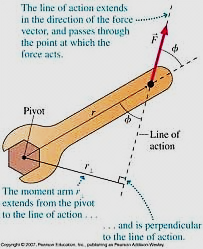 The line of action extends
in the direction of the force
vector, and passes through
the point at which the
force acts.
F
ϕ
Pivot
r
ϕ
Line of
action
r⊥
The moment arm r⊥
extends from the pivot
to the line of action . . .
. . . and is perpendicular
to the line of action.
Copyright © 2007, Pearson Education, Inc., publishing as Pearson Addison-Wesley.